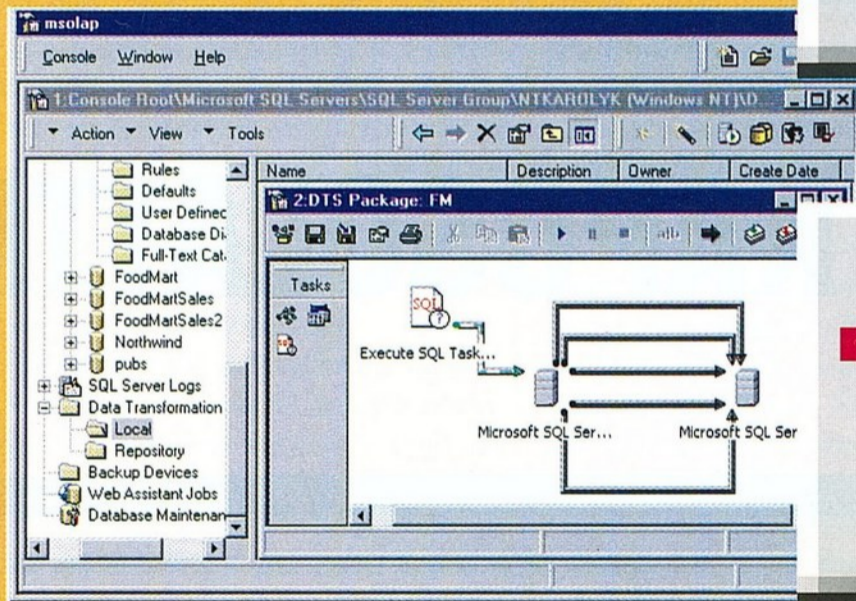 msolap
Console Window Help
1:Console Root\Microsoft SQL Servers\SQL Server Group\NTKAROLYK (Windows NT)\D
Action View Tools
Rules
Defaults
User Defined
Database Di
Full-Text Cat
FoodMart
FoodMartSales
FoodMartSales2
Northwind
pubs
SQL Server Logs
Data Transformation
Local
Repository
Backup Devices
Web Assistant Jobs
Database Maintenan
Name Description Owner Create Date
2:DTS Package: FM
Tasks
SQL
Execute SQL Task...
Microsoft SQL Ser...
Microsoft SQL Ser